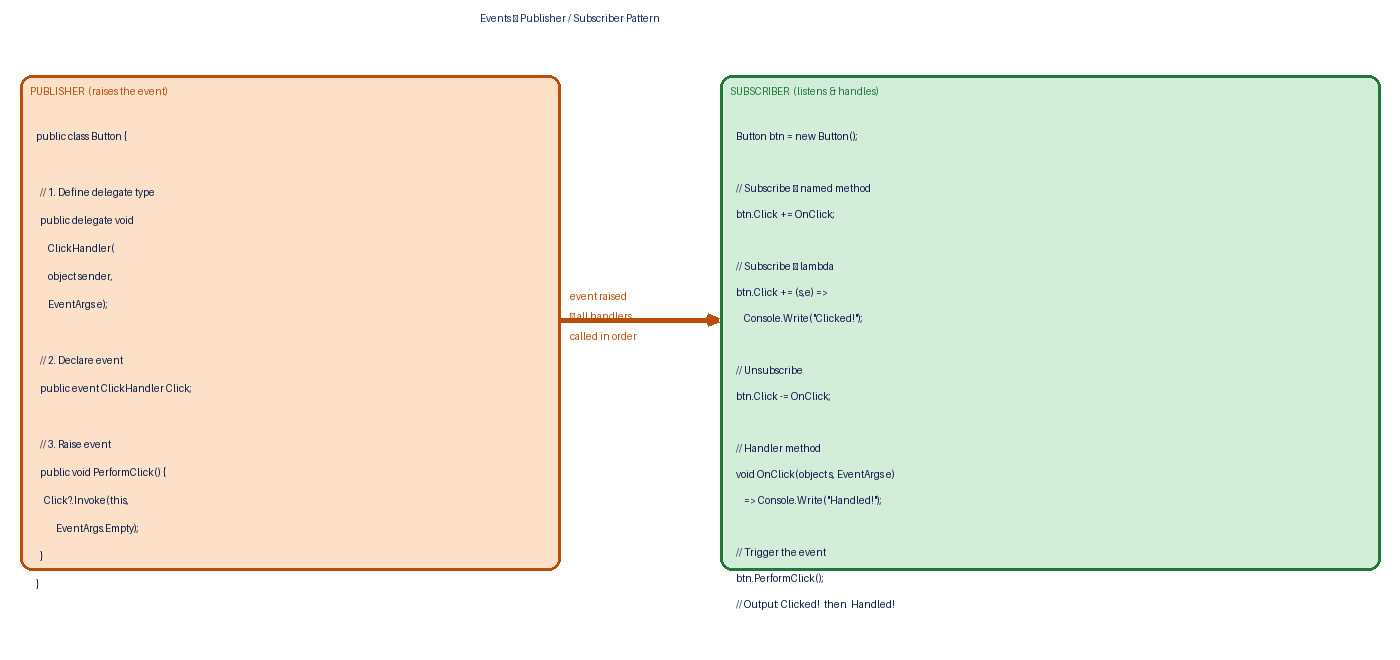 Events ▯ Publisher / Subscriber Pattern
PUBLISHER (raises the event)
public class Button {
// 1. Define delegate type
public delegate void
ClickHandler(
object sender,
EventArgs e);
// 2. Declare event
public event ClickHandler Click;
// 3. Raise event
public void PerformClick() {
Click?.Invoke(this,
EventArgs.Empty);
}
}
event raised
▯ all handlers
called in order
SUBSCRIBER (listens & handles)
Button btn = new Button();
// Subscribe ▯ named method
btn.Click += OnClick;
// Subscribe ▯ lambda
btn.Click += (s,e) =>
Console.Write("Clicked!");
// Unsubscribe
btn.Click -= OnClick;
// Handler method
void OnClick(object s, EventArgs e)
=> Console.Write("Handled!");
// Trigger the event
btn.PerformClick();
// Output: Clicked! then Handled!